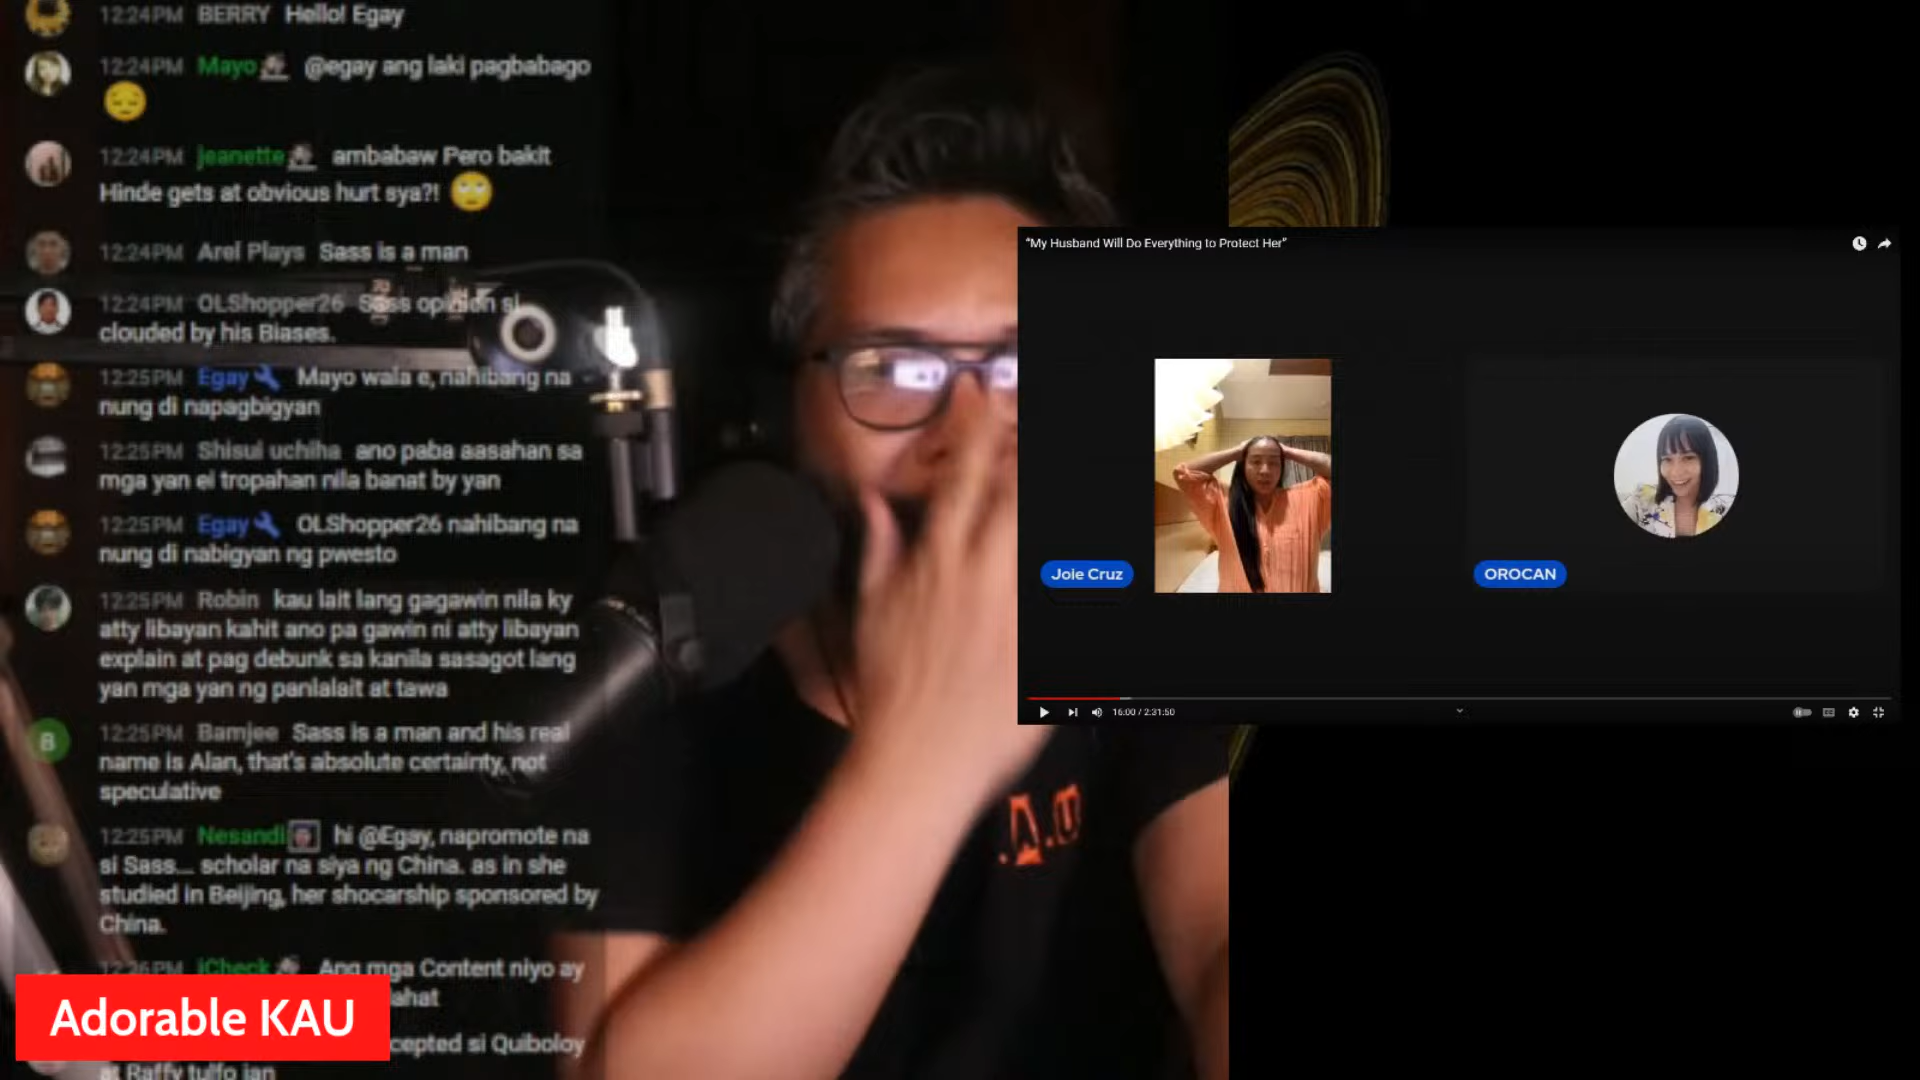 12:24PM BERRY Hello! Egay
12:24PM Mayo @egay ang laki pagbabago
12:24PM jeanette ambabaw Pero bakit
Hinde gets at obvious hurt sya?!
12:24PM Arel Plays Sass is a man
12:24PM OLShopper26 Sass opinion si
clouded by his Biases.
12:25PM Egay Mayo wala e, nahibang na
nung di napagbigyan
12:25PM Shisui uchiha ano paba aasahan sa
mga yan ei tropahan nila banat by yan
12:25PM Egay OLShopper26 nahibang na
nung di nabigyan ng pwesto
12:25PM Robin kau lait lang gagawin nila ky
atty libayan kahit ano pa gawin ni atty libayan
explain at pag debunk sa kanila sasagot lang
yan mga yan ng panlalait at tawa
B
12:25PM Bamjee Sass is a man and his real
name is Alan, that's absolute certainty, not
speculative
12:25PM Nesandi hi @Egay, napromote na
si Sass.... scholar na siya ng China. as in she
studied in Beijing, her shocarship sponsored by
China.
12:26PM iCheck Ang mga Content niyo ay
lahat
cepted si Quiboloy
at Raffy tulfo jan
Adorable KAU
.A.U
“My Husband Will Do Everything to Protect Her”
Joie Cruz
OROCAN
16:00 / 2:31:50